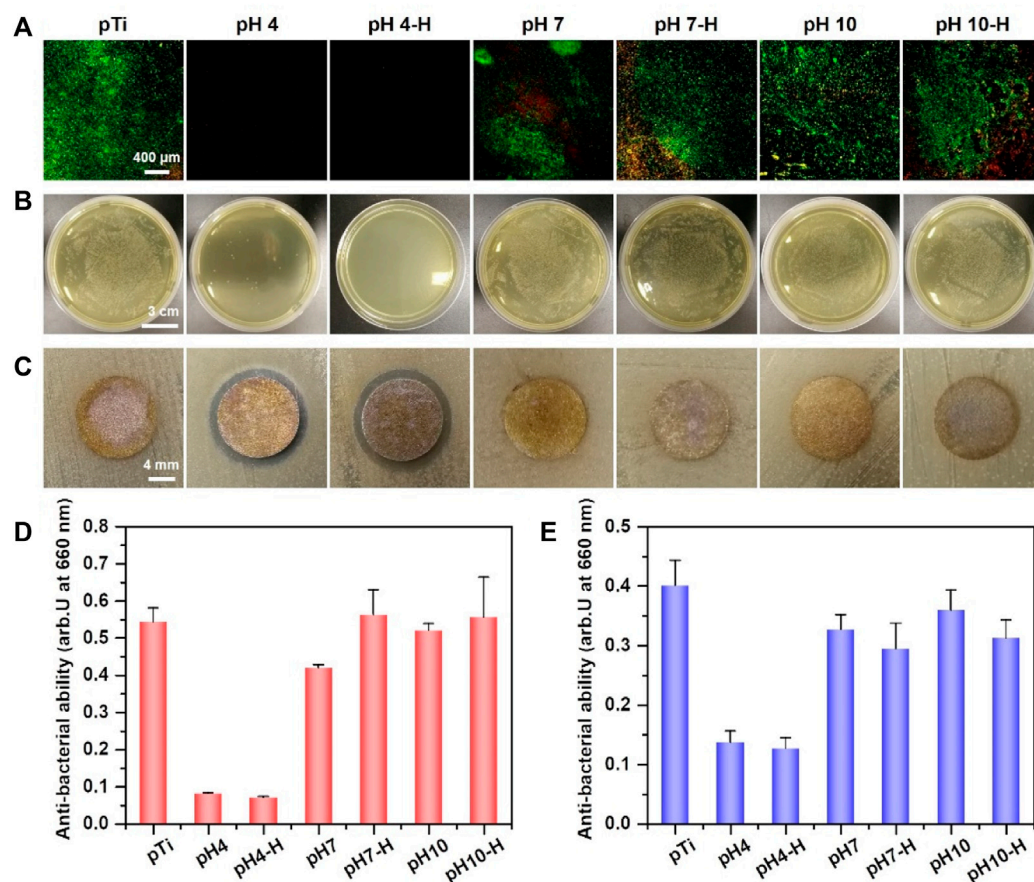 A
pTi
pH 4
pH 4-H
pH 7
pH 7-H
pH 10
pH 10-H
400 µm
B
3 cm
C
4 mm
D
Anti-bacterial ability (arb.U at 660 nm)
0.8
0.7
0.6
0.5
0.4
0.3
0.2
0.1
0.0
pTi
pH4
pH4-H
pH7
pH7-H
pH10
pH10-H
E
Anti-bacterial ability (arb.U at 660 nm)
0.5
0.4
0.3
0.2
0.1
0.0
pTi
pH4
pH4-H
pH7
pH7-H
pH10
pH10-H